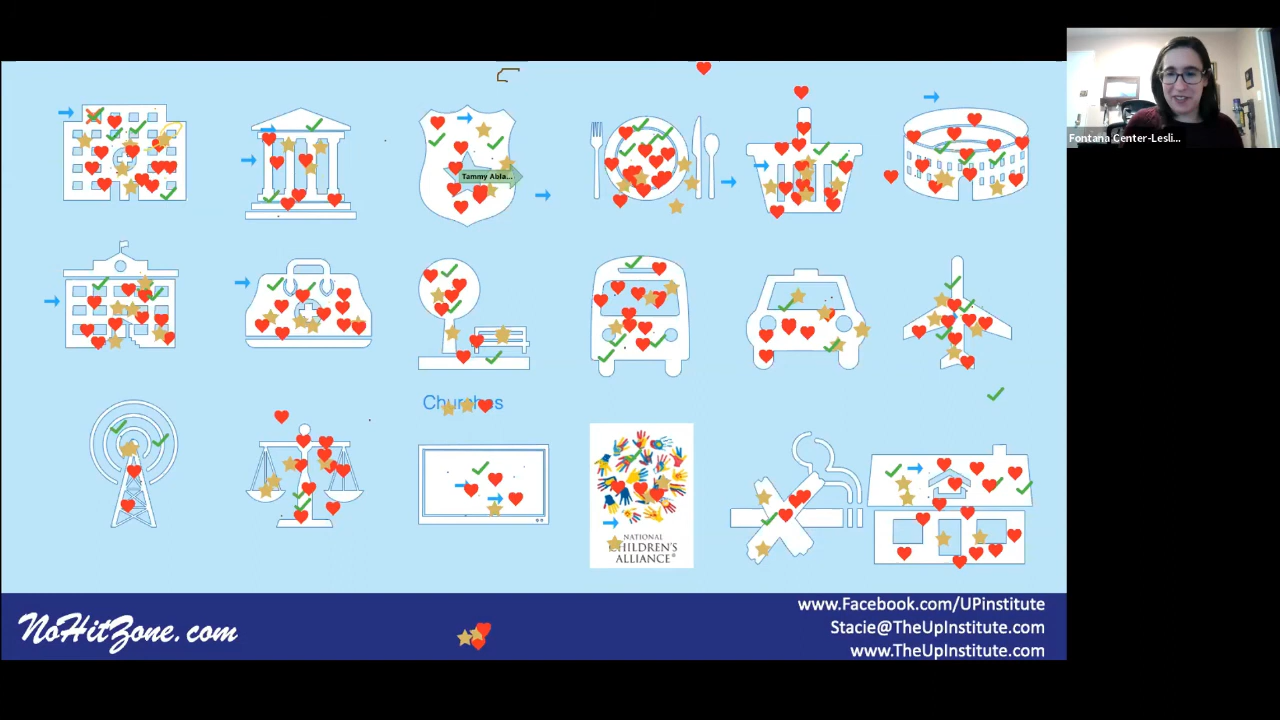 Fontana Center-Lesli...
Tammy Abla...
Churches
NATIONAL
CHILDREN'S
ALLIANCE®
NoHitZone.com
www.Facebook.com/UPinstitute
Stacie@TheUpInstitute.com
www.TheUpInstitute.com